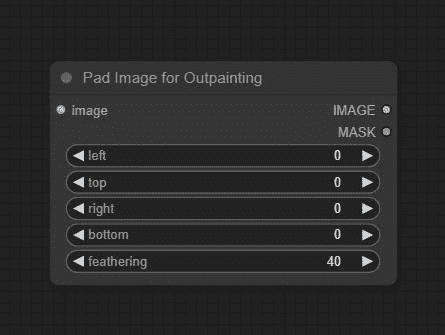 Pad Image for Outpainting
image IMAGE
MASK
left 0
top 0
right 0
bottom 0
feathering 40